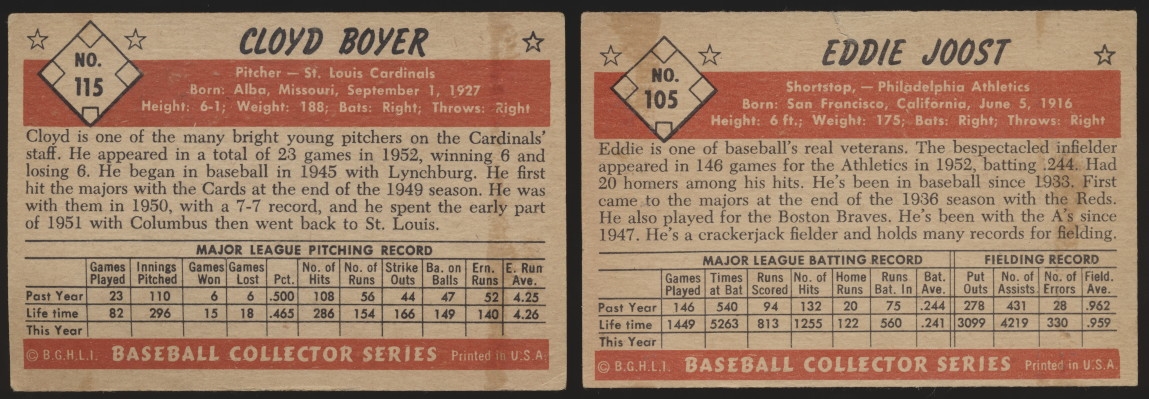 CLOYD BOYER
NO.
115
Pitcher — St. Louis Cardinals
Born: Alba, Missouri, September 1, 1927
Height: 6-1; Weight: 188; Bats: Right; Throws: Right
Cloyd is one of the many bright young pitchers on the Cardinals'
staff. He appeared in a total of 23 games in 1952, winning 6 and
losing 6. He began in baseball in 1945 with Lynchburg. He first
hit the majors with the Cards at the end of the 1949 season. He was
with them in 1950, with a 7-7 record, and he spent the early part
of 1951 with Columbus then went back to St. Louis.
MAJOR LEAGUE PITCHING RECORD
Games Played Innings Pitched Games Won Games Lost Pct. No. of Hits No. of Runs Strike Outs Ba. on Balls Ern. Runs E. Run Ave.
Past Year 23 110 6 6 .500 108 56 44 47 52 4.25
Life time 82 296 15 18 .465 286 154 166 149 140 4.26
This Year
© B.G.H.L.I. BASEBALL COLLECTOR SERIES Printed in U.S.A.
EDDIE JOOST
NO.
105
Shortstop, — Philadelphia Athletics
Born: San Francisco, California, June 5, 1916
Height: 6 ft.; Weight: 175; Bats: Right; Throws: Right
Eddie is one of baseball's real veterans. The bespectacled infielder
appeared in 146 games for the Athletics in 1952, batting .244. Had
20 homers among his hits. He's been in baseball since 1933. First
came to the majors at the end of the 1936 season with the Reds.
He also played for the Boston Braves. He's been with the A's since
1947. He's a crackerjack fielder and holds many records for fielding.
MAJOR LEAGUE BATTING RECORD FIELDING RECORD
Games Played Times at Bat Runs Scored No. of Hits Home Runs Runs Bat. In Bat. Ave. Put Outs No. of Assists No. of Errors Field. Ave.
Past Year 146 540 94 132 20 75 .244 278 431 28 .962
Life time 1449 5263 813 1255 122 560 .241 3099 4219 330 .959
This Year
© B.G.H.L.I. BASEBALL COLLECTOR SERIES Printed in U.S.A.